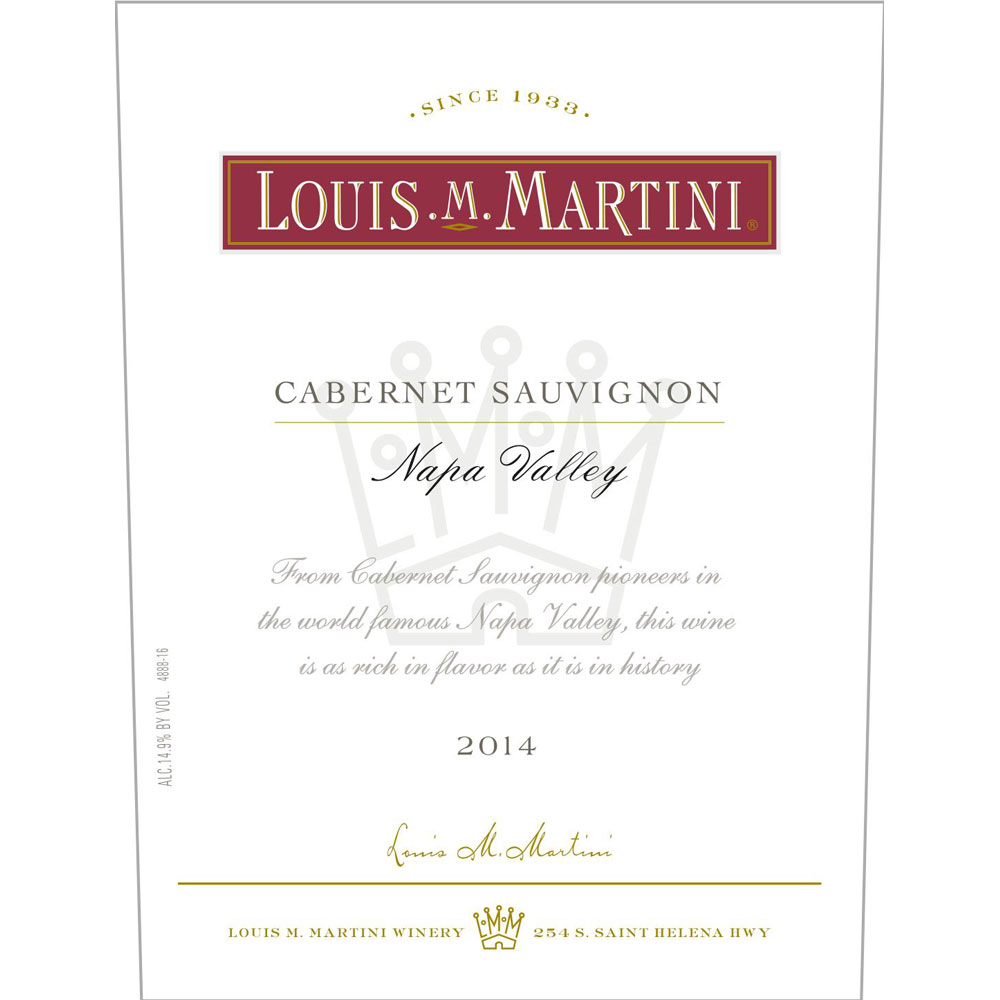 · SINCE 1933 ·
LOUIS · M. MARTINI ®
CABERNET SAUVIGNON
Napa Valley
From Cabernet Sauvignon pioneers in
the world famous Napa Valley, this wine
is as rich in flavor as it is in history
ALC.14.9% BY VOL. 4888-16
2014
Louis M. Martini
LOUIS M. MARTINI WINERY 254 S. SAINT HELENA HWY